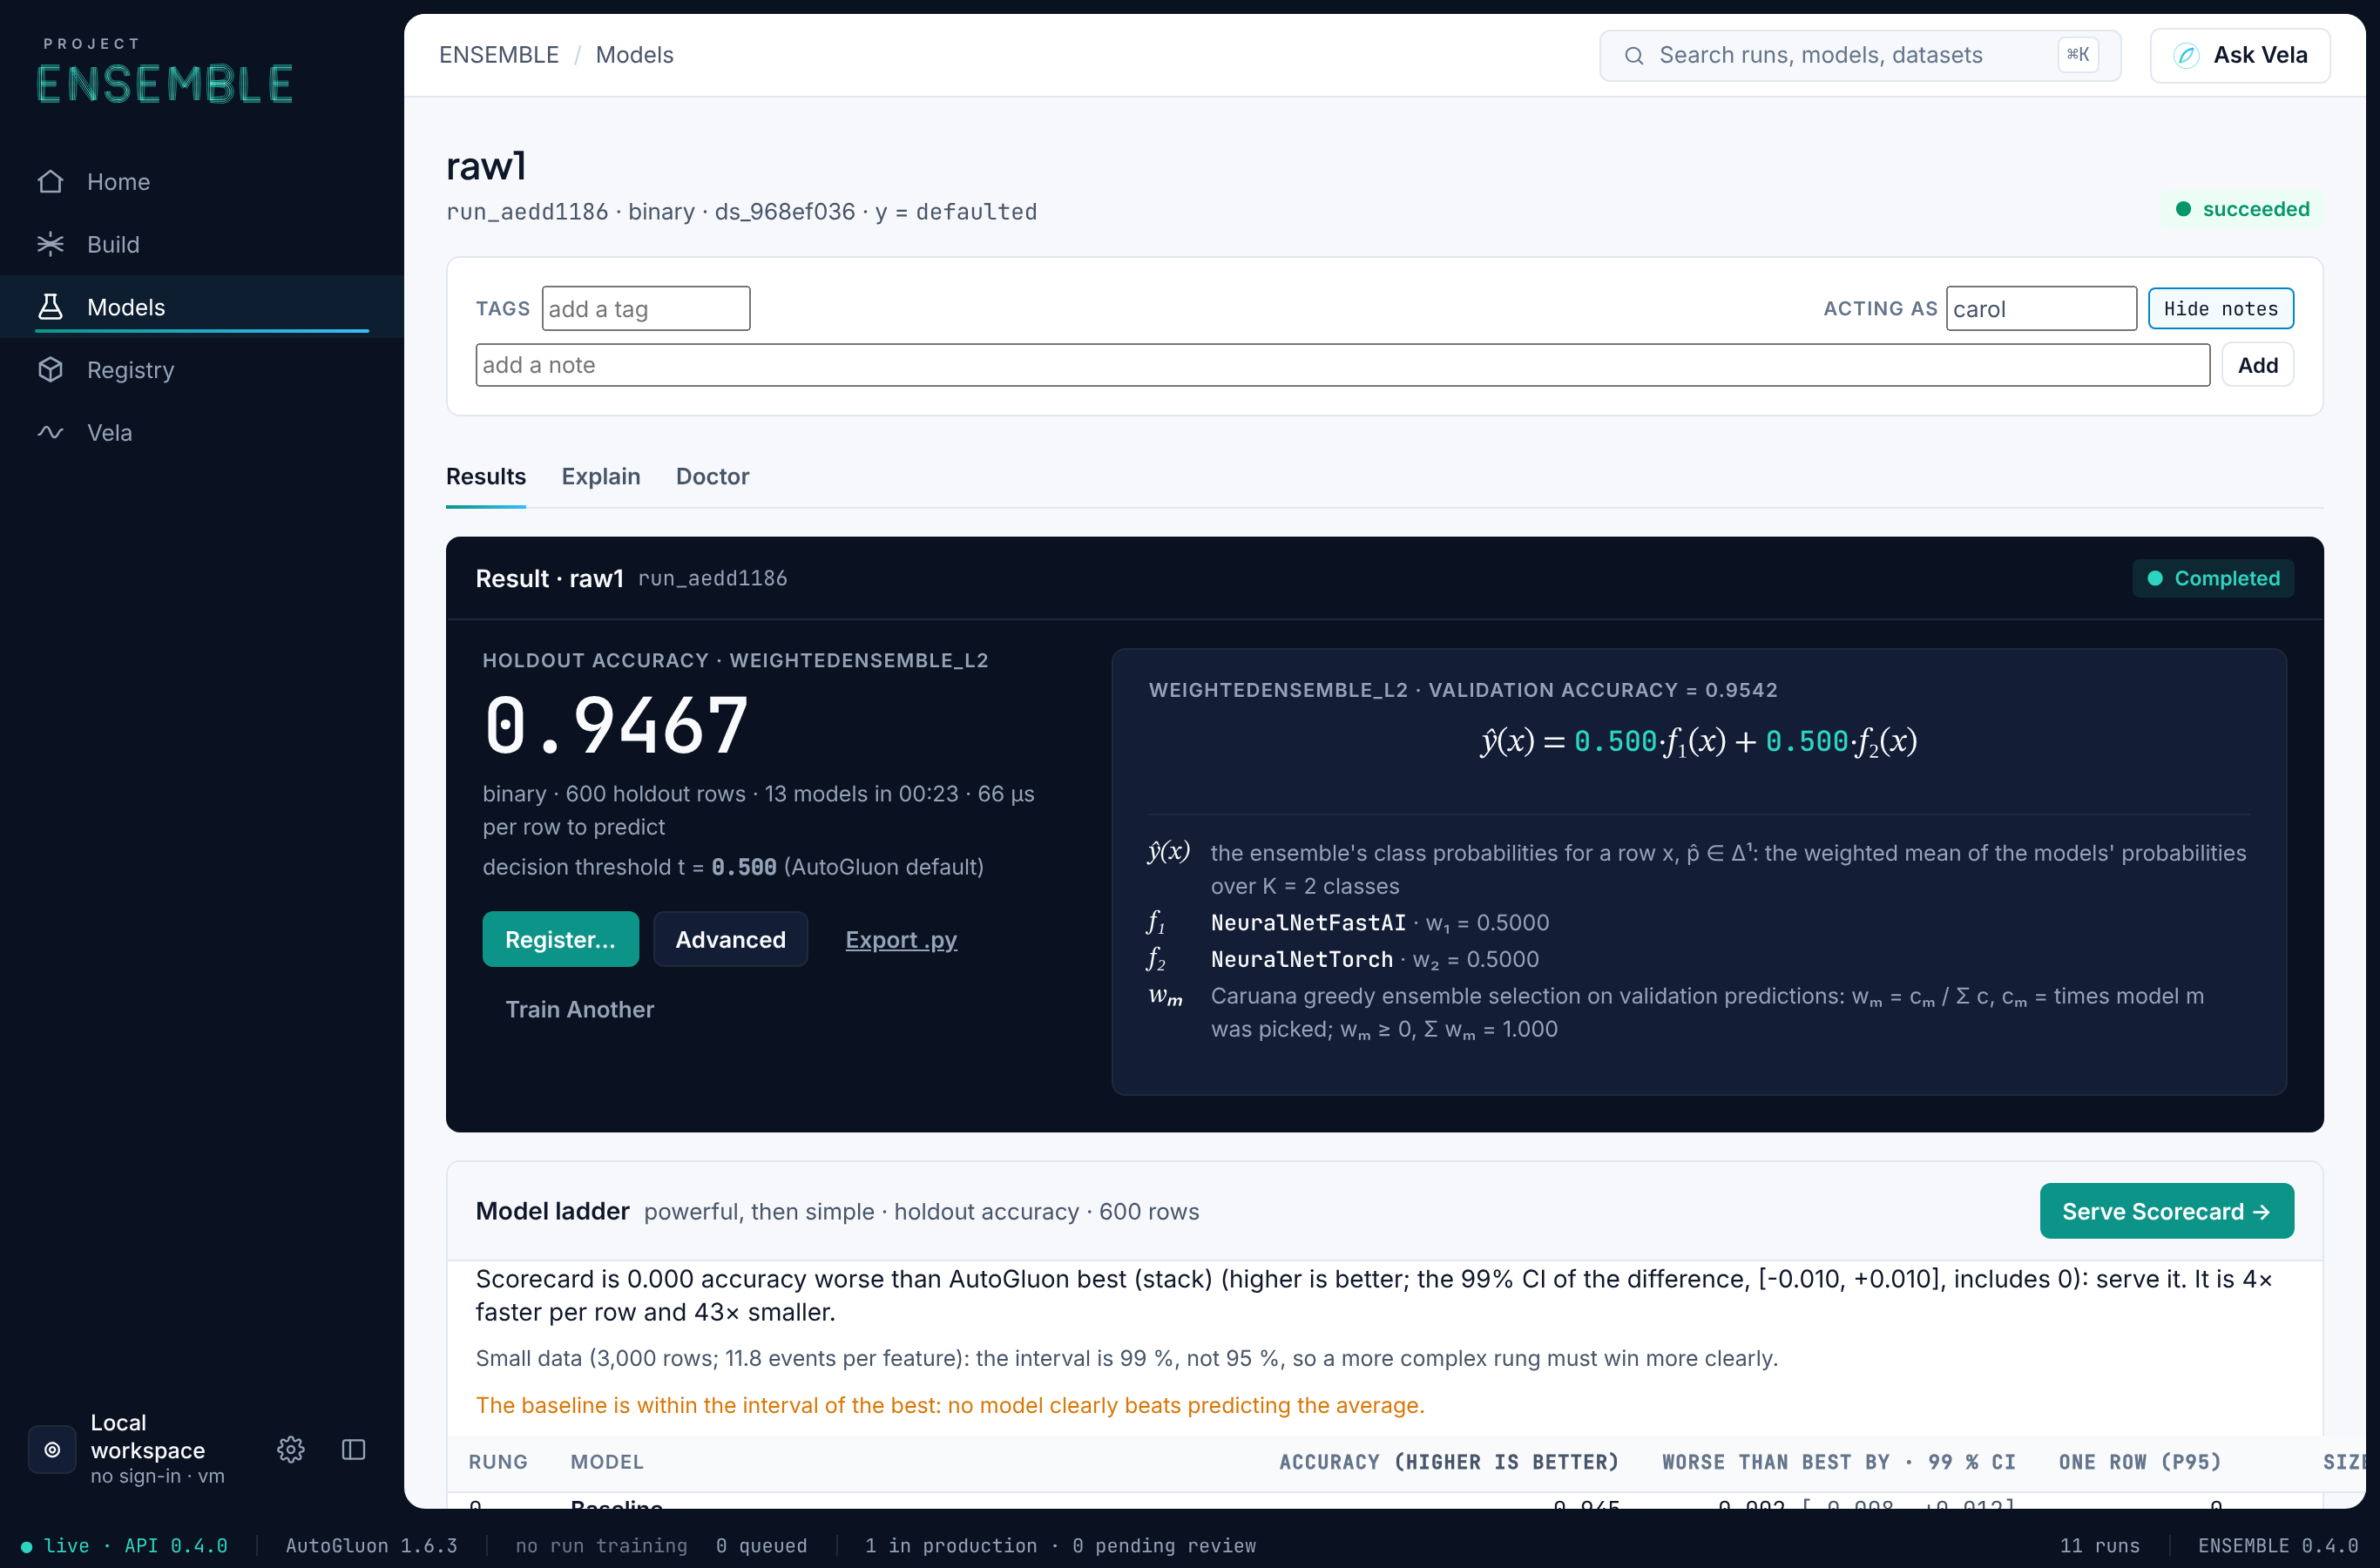 PROJECT
ENSEMBLE
Home
Build
Models
Registry
Vela
Local
workspace
no sign-in · vm
ENSEMBLE / Models
Search runs, models, datasets
⌘K
Ask Vela
raw1
run_aedd1186 · binary · ds_968ef036 · y = defaulted
succeeded
TAGS
add a tag
ACTING AS
carol
Hide notes
add a note
Add
Results
Explain
Doctor
Result · raw1 run_aedd1186
Completed
HOLDOUT ACCURACY · WEIGHTEDENSEMBLE_L2
0.9467
binary · 600 holdout rows · 13 models in 00:23 · 66 µs
per row to predict
decision threshold t = 0.500 (AutoGluon default)
Register...
Advanced
Export .py
Train Another
WEIGHTEDENSEMBLE_L2 · VALIDATION ACCURACY = 0.9542
ŷ(x) = 0.500·f₁(x) + 0.500·f₂(x)
ŷ(x) the ensemble's class probabilities for a row x, p̂ ∈ Δ¹: the weighted mean of the models' probabilities
over K = 2 classes
f₁ NeuralNetFastAI · w₁ = 0.5000
f₂ NeuralNetTorch · w₂ = 0.5000
wₘ Caruana greedy ensemble selection on validation predictions: wₘ = cₘ / Σ c, cₘ = times model m
was picked; wₘ ≥ 0, Σ wₘ = 1.000
Model ladder powerful, then simple · holdout accuracy · 600 rows
Serve Scorecard →
Scorecard is 0.000 accuracy worse than AutoGluon best (stack) (higher is better; the 99% CI of the difference, [-0.010, +0.010], includes 0): serve it. It is 4×
faster per row and 43× smaller.
Small data (3,000 rows; 11.8 events per feature): the interval is 99 %, not 95 %, so a more complex rung must win more clearly.
The baseline is within the interval of the best: no model clearly beats predicting the average.
RUNG MODEL ACCURACY (HIGHER IS BETTER) WORSE THAN BEST BY · 99 % CI ONE ROW (P95) SIZE
0 Baseline 0.945 0.002 [-0.008, +0.012] 0
live · API 0.4.0
AutoGluon 1.6.3
no run training 0 queued
1 in production · 0 pending review
11 runs
ENSEMBLE 0.4.0